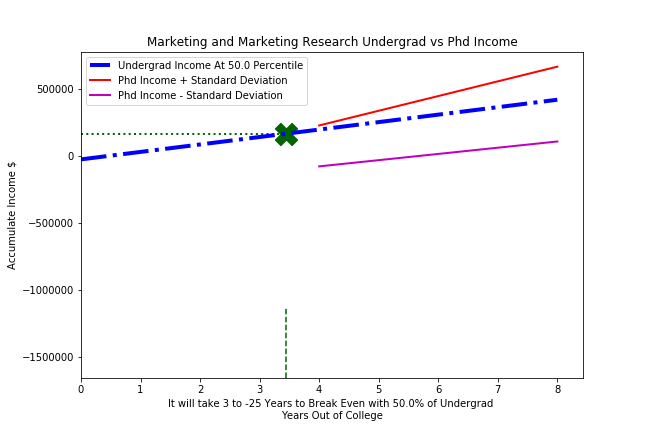 Marketing and Marketing Research Undergrad vs Phd Income
Undergrad Income At 50.0 Percentile
Phd Income + Standard Deviation
Phd Income - Standard Deviation
500000
0
−500000
−1000000
−1500000
Accumulate Income $
0 1 2 3 4 5 6 7 8
It will take 3 to -25 Years to Break Even with 50.0% of Undergrad
Years Out of College